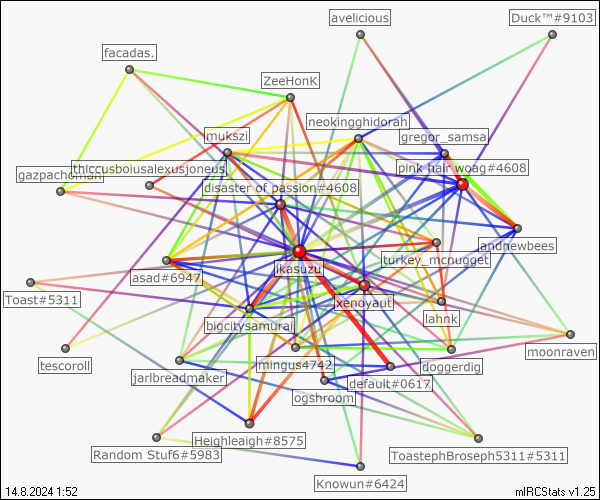 avelicious
Duck™#9103
facadas.
ZeeHonK
neokingghidorah
gregor_samsa
mukszi
pink hair woag#4608
thiccusboiusalexusjoneus
disaster of passion#4608
landnewbees
turkey_mcnugget
ikasuzu
asad#6947
Toast#5311
xenoyaut
lahnk
bigcitysamurai
moonraven
tescoroll
mingus4742
doggerdig
jarlbreadmaker
default#0617
ogshroom
Heighleaigh#8575
Random Stuf6#5983
ToastephBroseph5311#5311
Knowun#6424
14.8.2024 1:52
mIRCStats v1.25